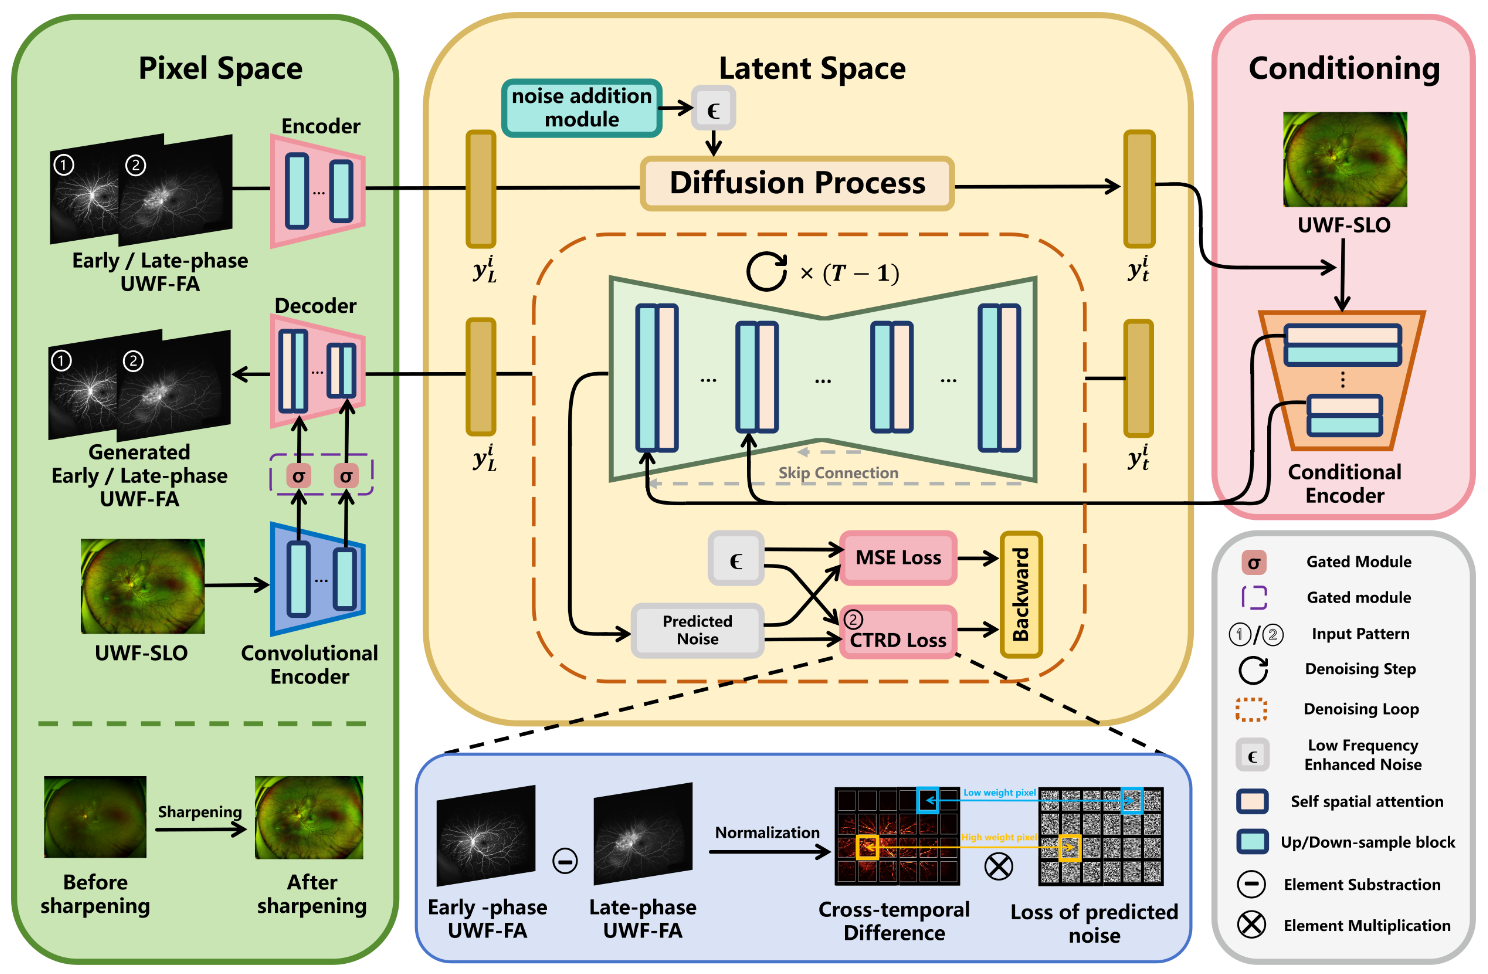 Pixel Space
Encoder
1
2
...
Early / Late-phase
UWF-FA
Decoder
1
2
...
Generated
Early / Late-phase
UWF-FA
σ
σ
UWF-SLO
...
Convolutional
Encoder
Before
sharpening
Sharpening
After
sharpening
Latent Space
noise addition
module
ϵ
Diffusion Process
y_L^i
y_t^i
× (T − 1)
...
...
...
Skip Connection
y_L^i
y_t^i
ϵ
Predicted
Noise
MSE Loss
2
CTRD Loss
Backward
Early -phase
UWF-FA
Late-phase
UWF-FA
Normalization
Low weight pixel
High weight pixel
Cross-temporal
Difference
Loss of predicted
noise
Conditioning
UWF-SLO
...
Conditional
Encoder
σ
Gated Module
Gated module
1/2
Input Pattern
Denoising Step
Denoising Loop
ϵ
Low Frequency
Enhanced Noise
Self spatial attention
Up/Down-sample block
Element Substraction
Element Multiplication